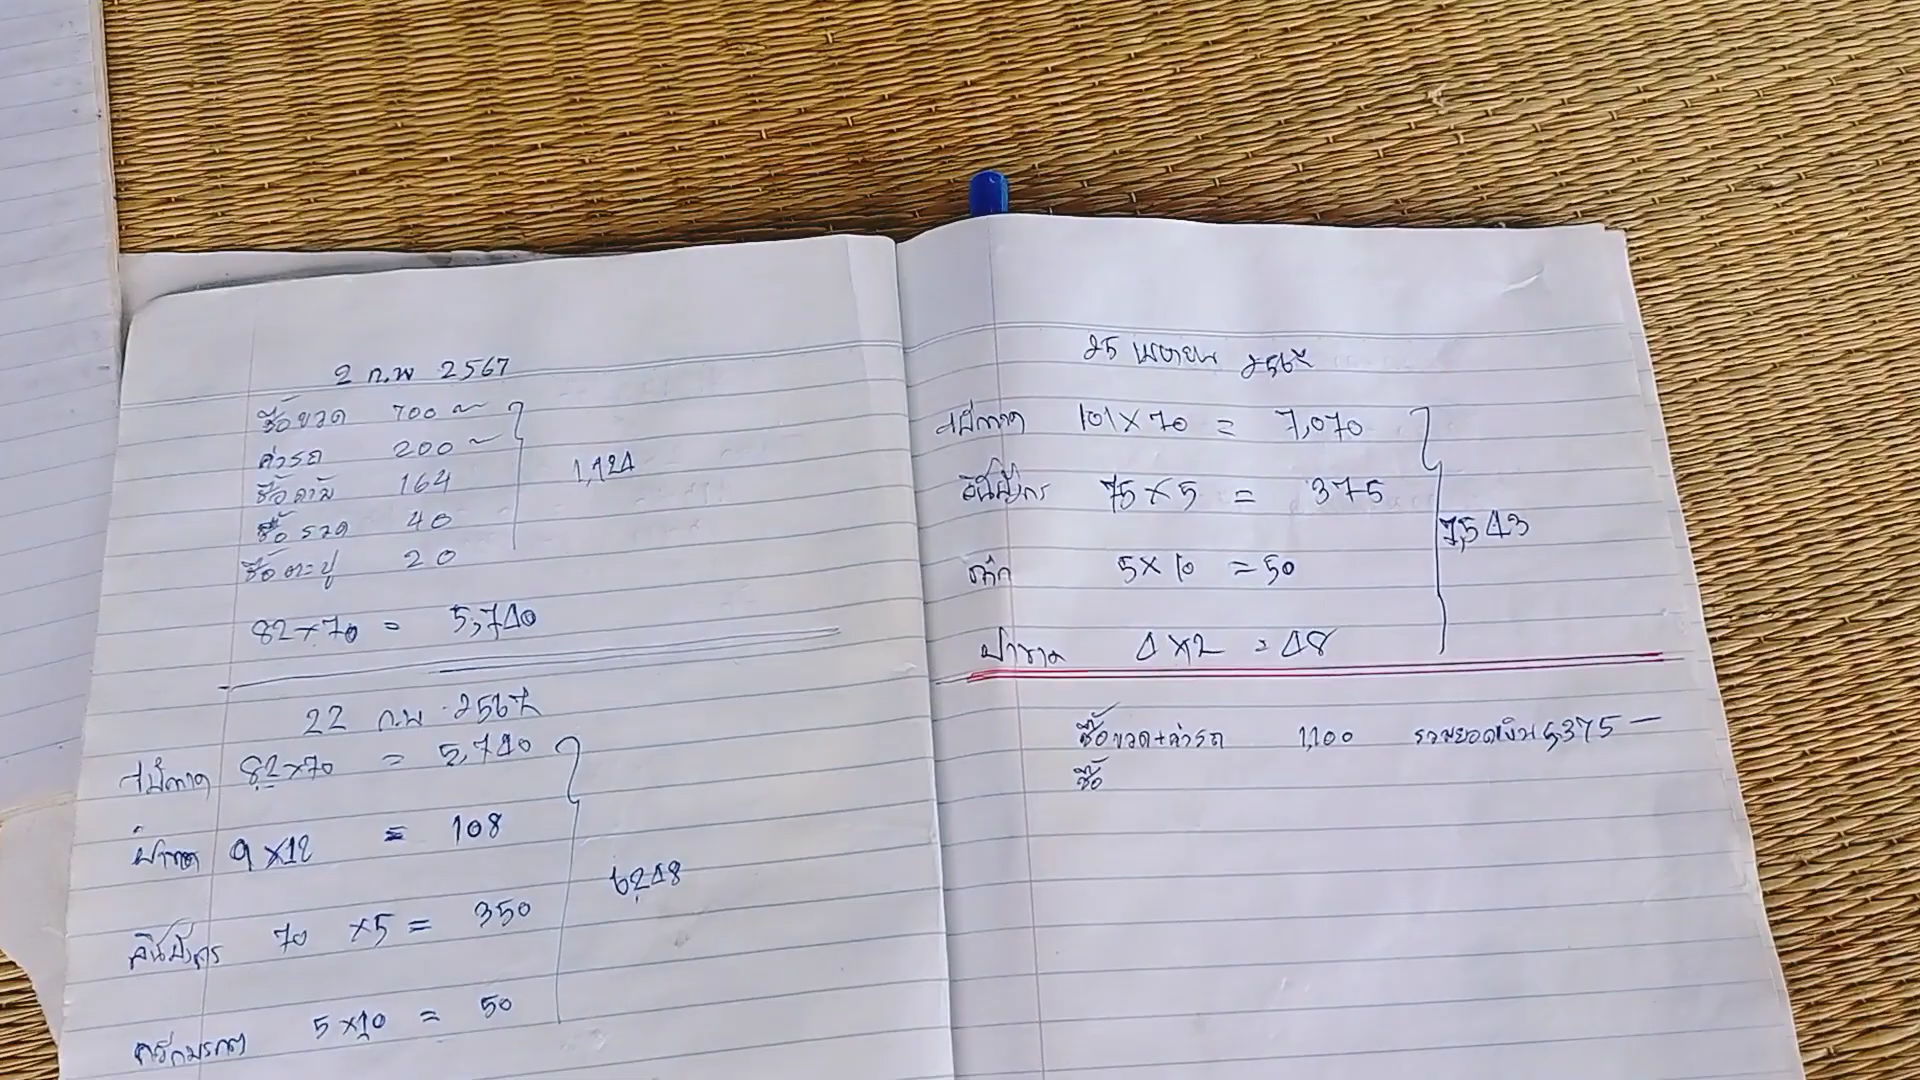 2 ก.พ 2567
ซื้อขวด 700
ค่ารถ 200
ซื้อ 164
ซื้อ 40
ซื้อตะปู 20
1,124
82×70 = 5,740
22 ก.พ 2567
82×70 = 5,740
9×12 = 108
70 ×5 = 350
5×10 = 50
6,248
25 เมษายน 2567
101×70 = 7,070
75×5 = 375
5×10 = 50
4×12 = 48
7,543
ซื้อขวด+ค่ารถ 1,100 รวมยอดเงิน 5,375 –
ซื้อ